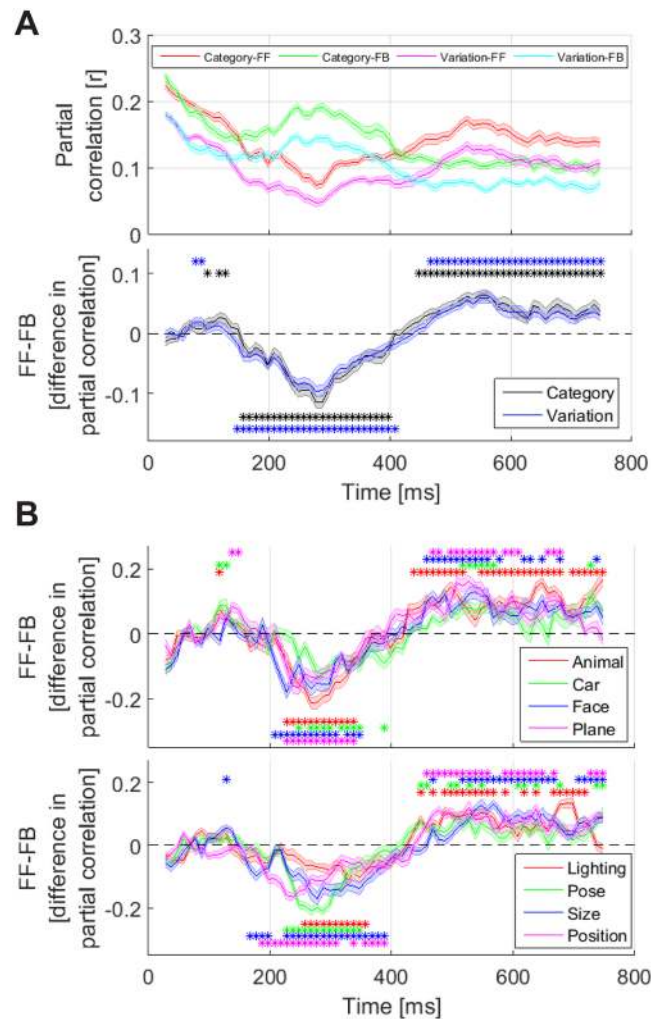 A
0.3
Category-FF Category-FB Variation-FF Variation-FB
0.2
0.1
0
Partial
correlation [r]
0.1
0
-0.1
FF-FB
[difference in
partial correlation]
Category
Variation
0 200 400 600 800
Time [ms]
B
0.2
0
-0.2
FF-FB
[difference in
partial correlation]
Animal
Car
Face
Plane
0.2
0
-0.2
FF-FB
[difference in
partial correlation]
Lighting
Pose
Size
Position
0 200 400 600 800
Time [ms]